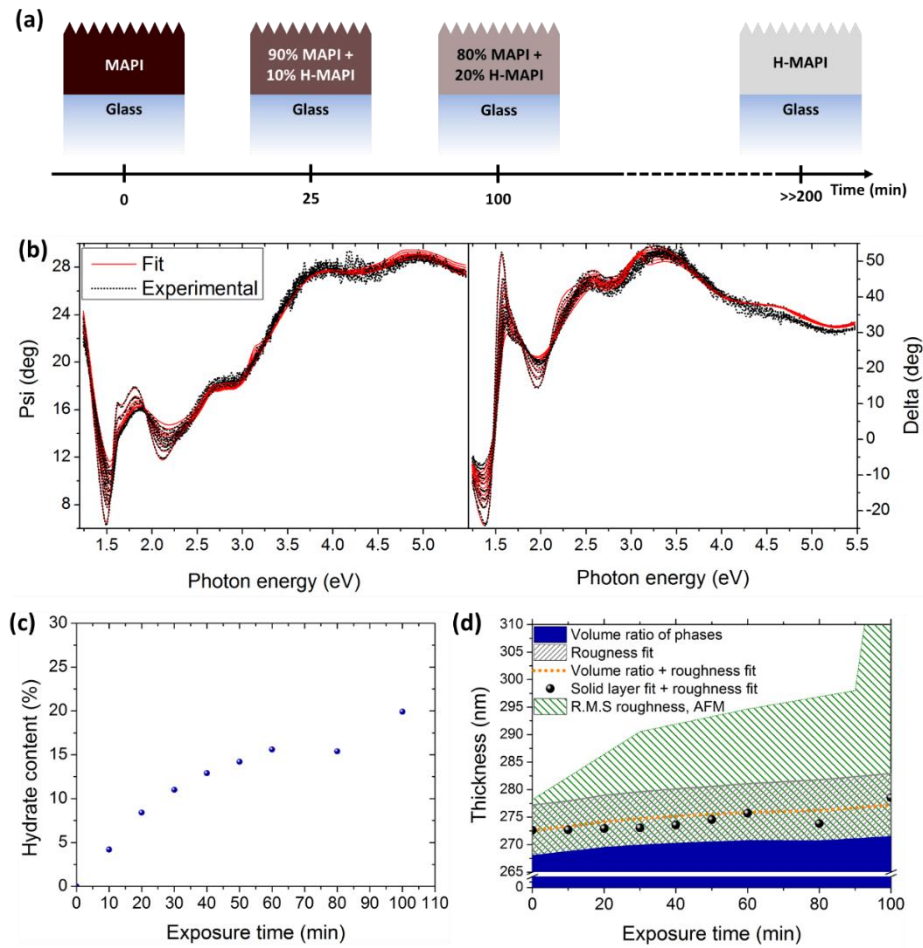 (a)
MAPI
Glass
90% MAPI +
10% H-MAPI
Glass
80% MAPI +
20% H-MAPI
Glass
H-MAPI
Glass
0
25
100
>>200
Time (min)
(b)
Fit
Experimental
28
24
20
16
12
8
Psi (deg)
1.5 2.0 2.5 3.0 3.5 4.0 4.5 5.0
Photon energy (eV)
50
40
30
20
10
0
-10
-20
Delta (deg)
1.5 2.0 2.5 3.0 3.5 4.0 4.5 5.0 5.5
Photon energy (eV)
(c)
30
25
20
15
10
5
0
Hydrate content (%)
0 10 20 30 40 50 60 70 80 90 100 110
Exposure time (min)
(d)
Volume ratio of phases
Rougness fit
Volume ratio + roughness fit
Solid layer fit + roughness fit
R.M.S roughness, AFM
310
305
300
295
290
285
280
275
270
265
0
Thickness (nm)
0 20 40 60 80 100
Exposure time (min)